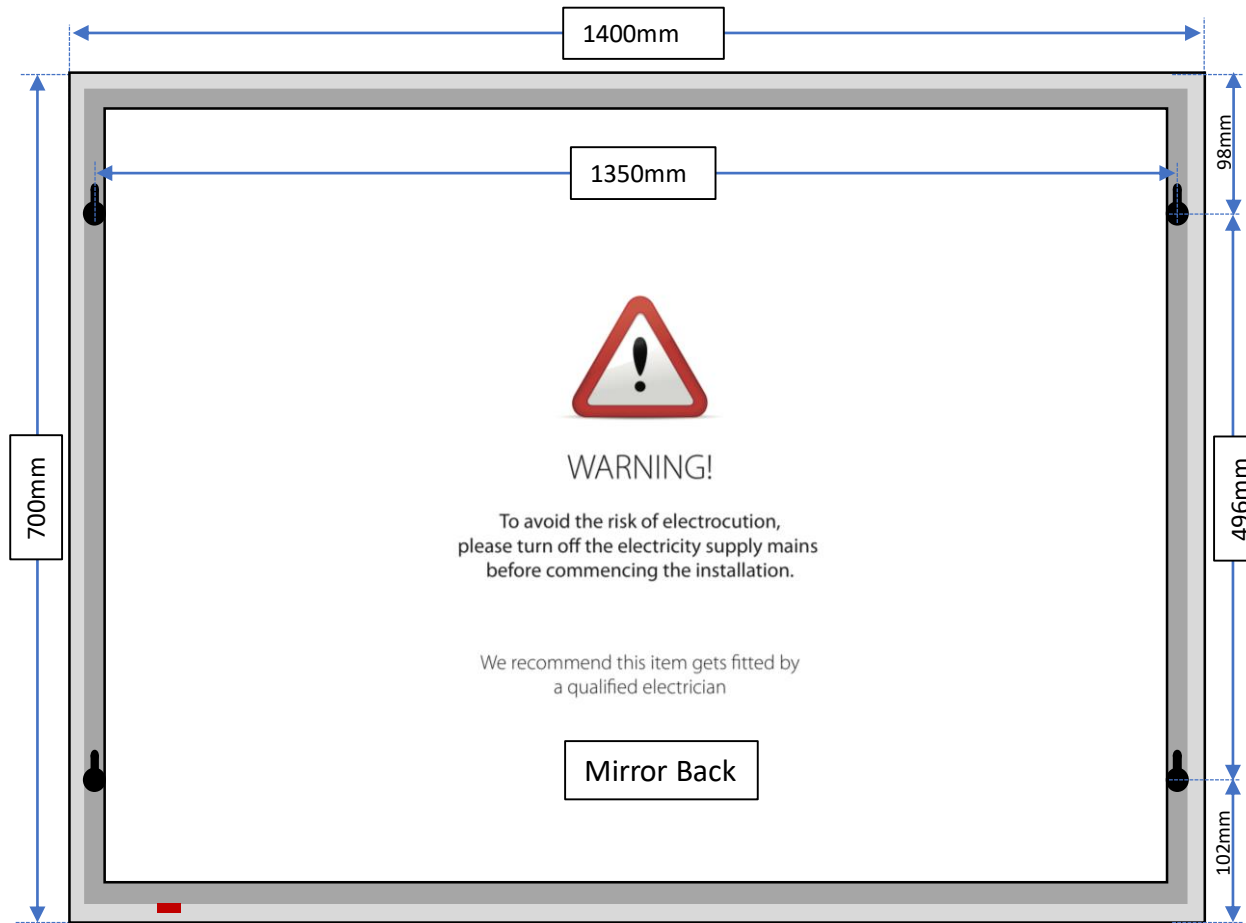 1400mm
98mm
1350mm
700mm
496mm
WARNING!
To avoid the risk of electrocution,
please turn off the electricity supply mains
before commencing the installation.
We recommend this item gets fitted by
a qualified electrician
Mirror Back
102mm